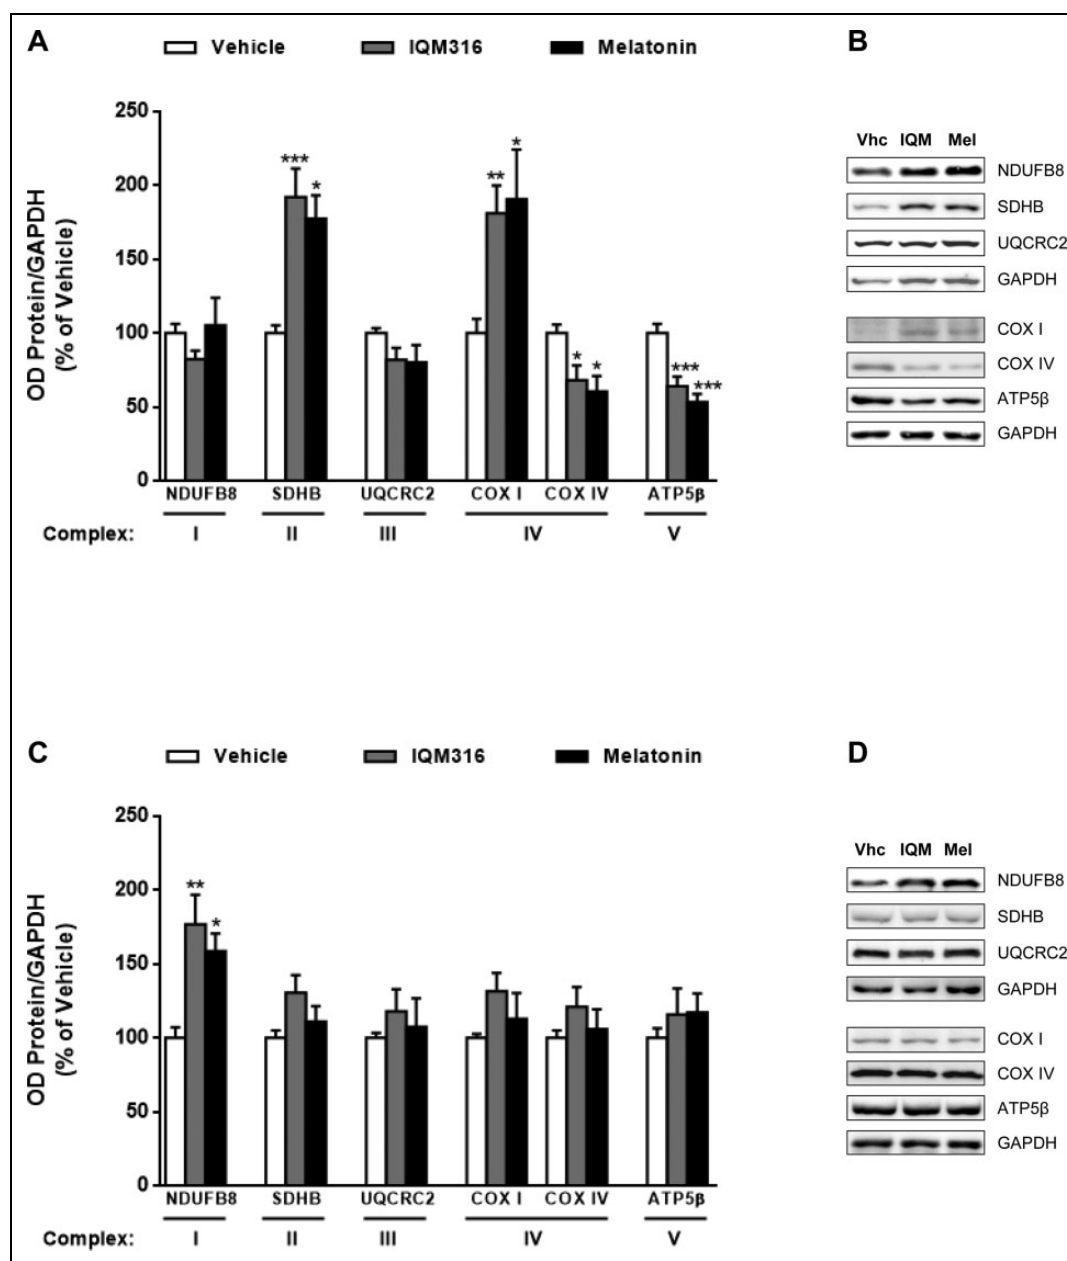 A
Vehicle IQM316 Melatonin
OD Protein/GAPDH
(% of Vehicle)
250
200
150
100
50
0
*** * ** * * * *** ***
NDUFB8 SDHB UQCRC2 COX I COX IV ATP5β
Complex: I II III IV V
B
Vhc IQM Mel
NDUFB8
SDHB
UQCRC2
GAPDH
COX I
COX IV
ATP5β
GAPDH
C
Vehicle IQM316 Melatonin
OD Protein/GAPDH
(% of Vehicle)
250
200
150
100
50
0
** *
NDUFB8 SDHB UQCRC2 COX I COX IV ATP5β
Complex: I II III IV V
D
Vhc IQM Mel
NDUFB8
SDHB
UQCRC2
GAPDH
COX I
COX IV
ATP5β
GAPDH